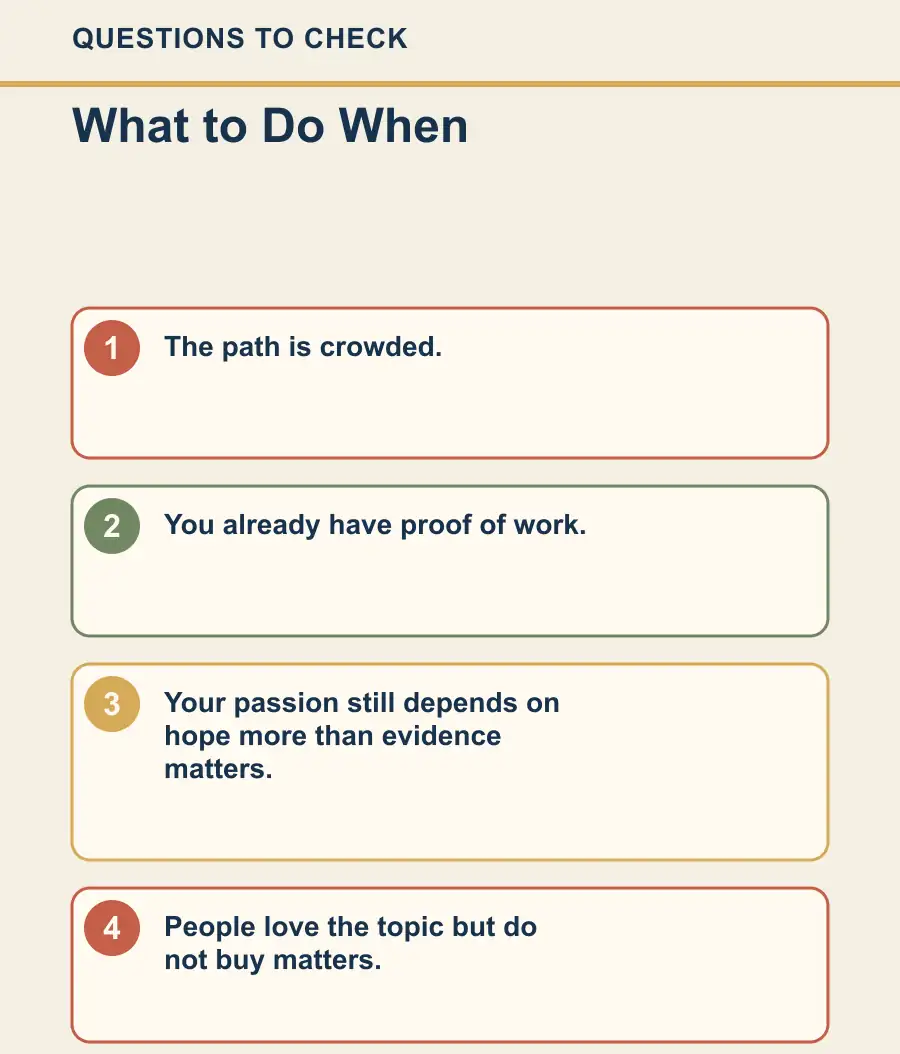 QUESTIONS TO CHECK
What to Do When
1
The path is crowded.
2
You already have proof of work.
3
Your passion still depends on
hope more than evidence
matters.
4
People love the topic but do
not buy matters.